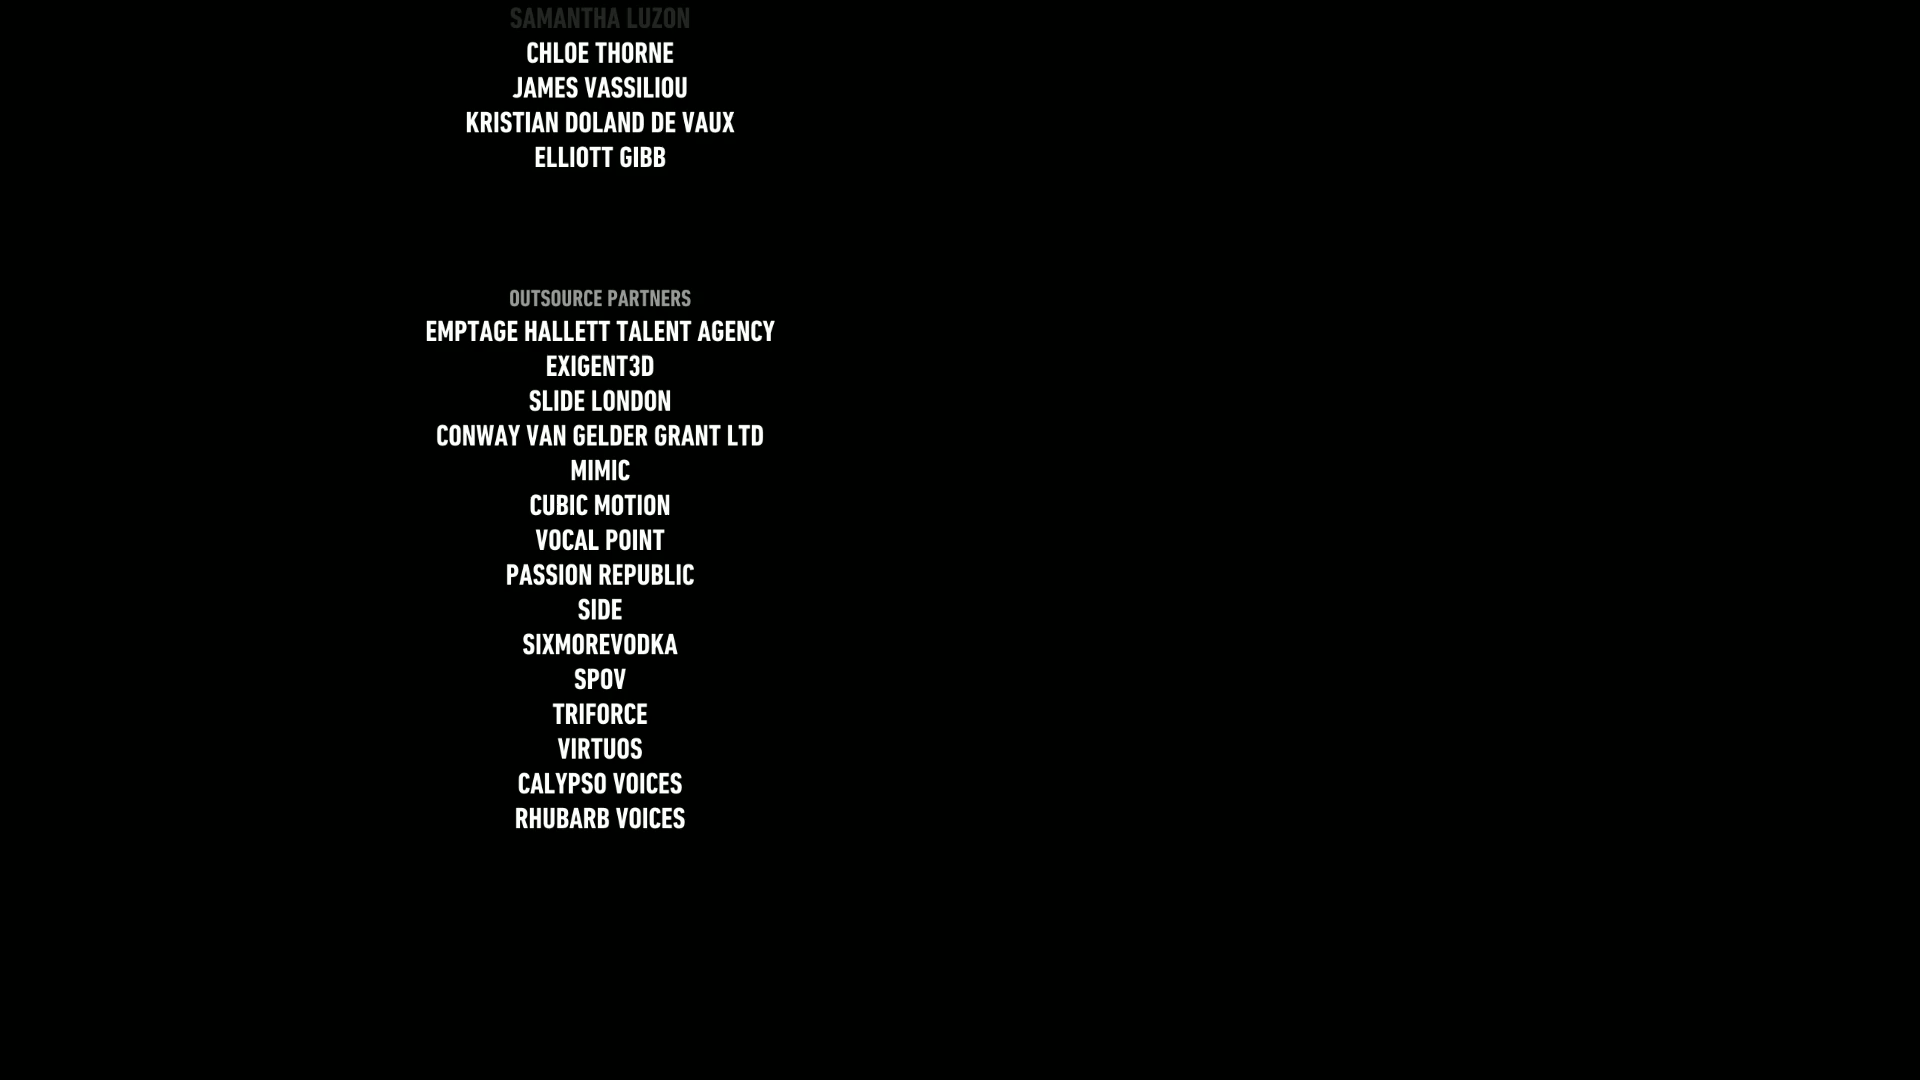 SAMANTHA LUZON
CHLOE THORNE
JAMES VASSILIOU
KRISTIAN DOLAND DE VAUX
ELLIOTT GIBB
OUTSOURCE PARTNERS
EMPTAGE HALLETT TALENT AGENCY
EXIGENT3D
SLIDE LONDON
CONWAY VAN GELDER GRANT LTD
MIMIC
CUBIC MOTION
VOCAL POINT
PASSION REPUBLIC
SIDE
SIXMOREVODKA
SPOV
TRIFORCE
VIRTUOS
CALYPSO VOICES
RHUBARB VOICES